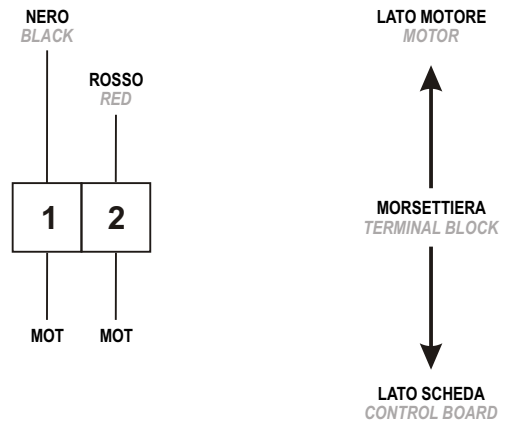 NERO
BLACK
ROSSO
RED
1 2
MOT MOT
LATO MOTORE
MOTOR
MORSETTIERA
TERMINAL BLOCK
LATO SCHEDA
CONTROL BOARD